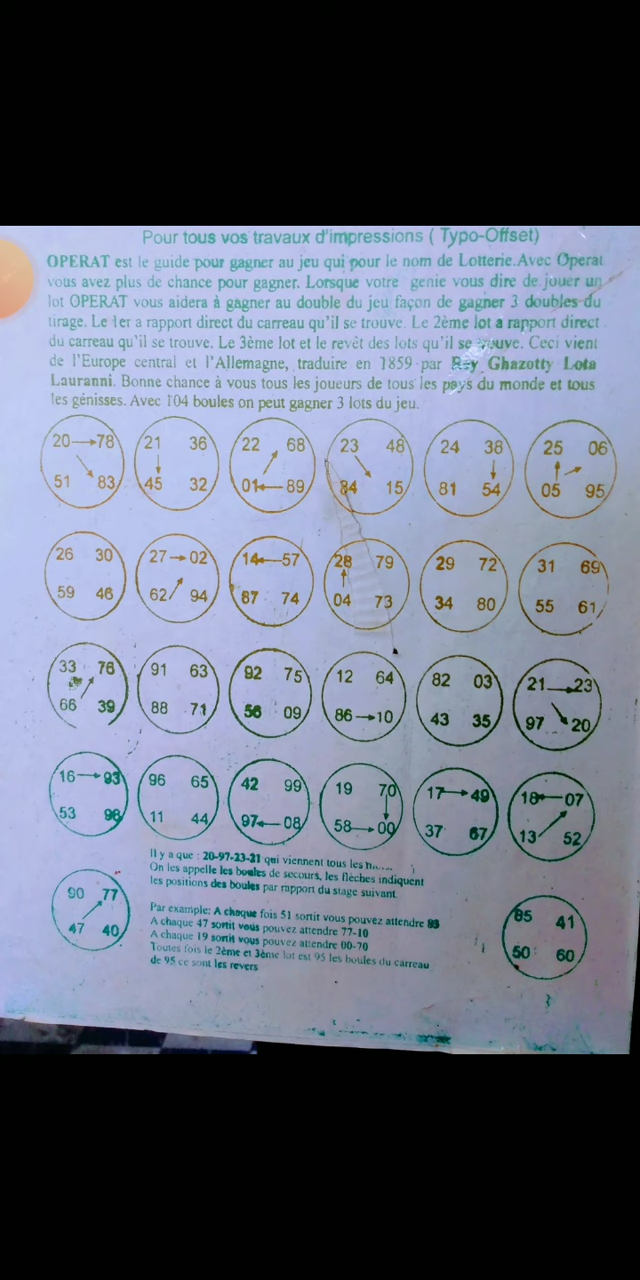 Pour tous vos travaux d'impressions ( Typo-Offset)
OPERAT est le guide pour gagner au jeu qui pour le nom de Lotterie.Avec Operat
vous avez plus de chance pour gagner. Lorsque votre genie vous dire de jouer un
lot OPERAT vous aidera à gagner au double du jeu façon de gagner 3 doubles du
tirage. Le 1er a rapport direct du carreau qu'il se trouve. Le 2ème lot a rapport direct
du carreau qu'il se trouve. Le 3ème lot et le revêt des lots qu'il se trouve. Ceci vient
de l'Europe central et l'Allemagne, traduire en 1859 par Rey Ghazotty Lota
Lauranni. Bonne chance à vous tous les joueurs de tous les pays du monde et tous
les génisses. Avec 104 boules on peut gagner 3 lots du jeu.
20 78 21 36 22 68 23 48 24 38 25 06
51 83 45 32 01 89 84 15 81 54 05 95
26 30 27 02 14 57 28 79 29 72 31 69
59 46 62 94 87 74 04 73 34 80 55 61
33 76 91 63 92 75 12 64 82 03 21 23
66 39 88 71 56 09 86 10 43 35 97 20
16 93 96 65 42 99 19 70 17 49 18 07
53 98 11 44 97 08 58 00 37 67 13 52
Il y a que : 20-97-23-21 qui viennent tous les
On les appelle les boules de secours, les flèches indiquent
les positions des boules par rapport du stage suivant.
90 77
47 40
Par example: A chaque fois 51 sortit vous pouvez attendre 83
A chaque 47 sortit vous pouvez attendre 77-10
A chaque 19 sortit vous pouvez attendre 00-70
Toutes fois le 2ème et 3ème lot est 95 les boules du carreau
de 95 ce sont les revers
85 41
50 60